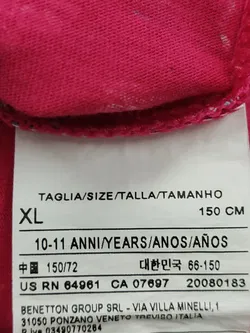 TAGLIA/SIZE/TALLA/TAMANHO
XL 150 CM
10-11 ANNI/YEARS/ANOS/AÑOS
中国 150/72 대한민국 66-150
US RN 64961 CA 07697 20080183
BENETTON GROUP SRL - VIA VILLA MINELLI, 1
31050 PONZANO VENETO TREVISO ITALIA
P.iva 03490770264